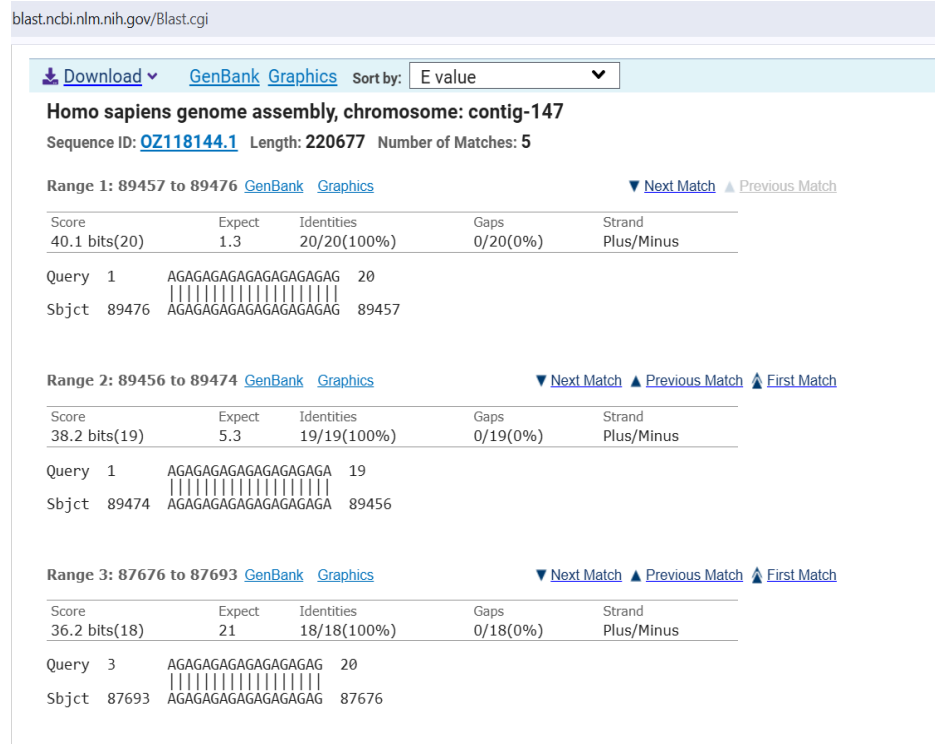 blast.ncbi.nlm.nih.gov/Blast.cgi
Download GenBank Graphics Sort by: E value
Homo sapiens genome assembly, chromosome: contig-147
Sequence ID: OZ118144.1 Length: 220677 Number of Matches: 5
Range 1: 89457 to 89476 GenBank Graphics Next Match Previous Match
Score Expect Identities Gaps Strand
40.1 bits(20) 1.3 20/20(100%) 0/20(0%) Plus/Minus
Query 1 AGAGAGAGAGAGAGAGAGAG 20
||||||||||||||||||||
Sbjct 89476 AGAGAGAGAGAGAGAGAGAG 89457
Range 2: 89456 to 89474 GenBank Graphics Next Match Previous Match First Match
Score Expect Identities Gaps Strand
38.2 bits(19) 5.3 19/19(100%) 0/19(0%) Plus/Minus
Query 1 AGAGAGAGAGAGAGAGAGA 19
|||||||||||||||||||
Sbjct 89474 AGAGAGAGAGAGAGAGAGA 89456
Range 3: 87676 to 87693 GenBank Graphics Next Match Previous Match First Match
Score Expect Identities Gaps Strand
36.2 bits(18) 21 18/18(100%) 0/18(0%) Plus/Minus
Query 3 AGAGAGAGAGAGAGAGAG 20
||||||||||||||||||
Sbjct 87693 AGAGAGAGAGAGAGAGAG 87676